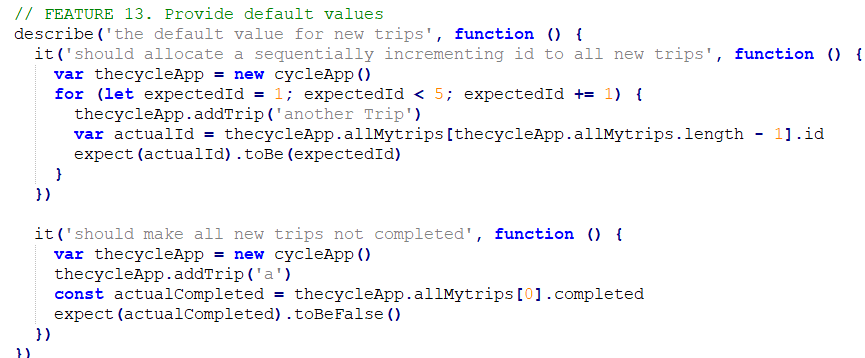 // FEATURE 13. Provide default values
describe('the default value for new trips', function () {
  it('should allocate a sequentially incrementing id to all new trips', function () {
    var thecycleApp = new cycleApp()
    for (let expectedId = 1; expectedId < 5; expectedId += 1) {
      thecycleApp.addTrip('another Trip')
      var actualId = thecycleApp.allMytrips[thecycleApp.allMytrips.length - 1].id
      expect(actualId).toBe(expectedId)
    }
  })

  it('should make all new trips not completed', function () {
    var thecycleApp = new cycleApp()
    thecycleApp.addTrip('a')
    const actualCompleted = thecycleApp.allMytrips[0].completed
    expect(actualCompleted).toBeFalse()
  })
})